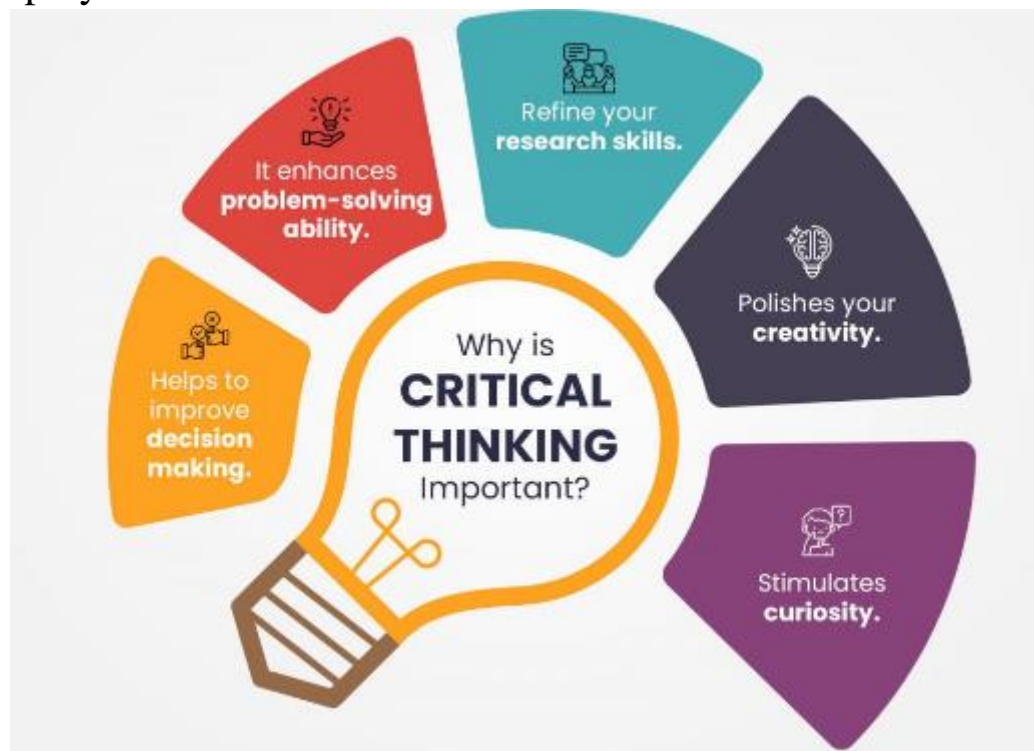 Why is
CRITICAL
THINKING
Important?
Helps to
improve
decision
making.
It enhances
problem-solving
ability.
Refine your
research skills.
Polishes your
creativity.
Stimulates
curiosity.
?